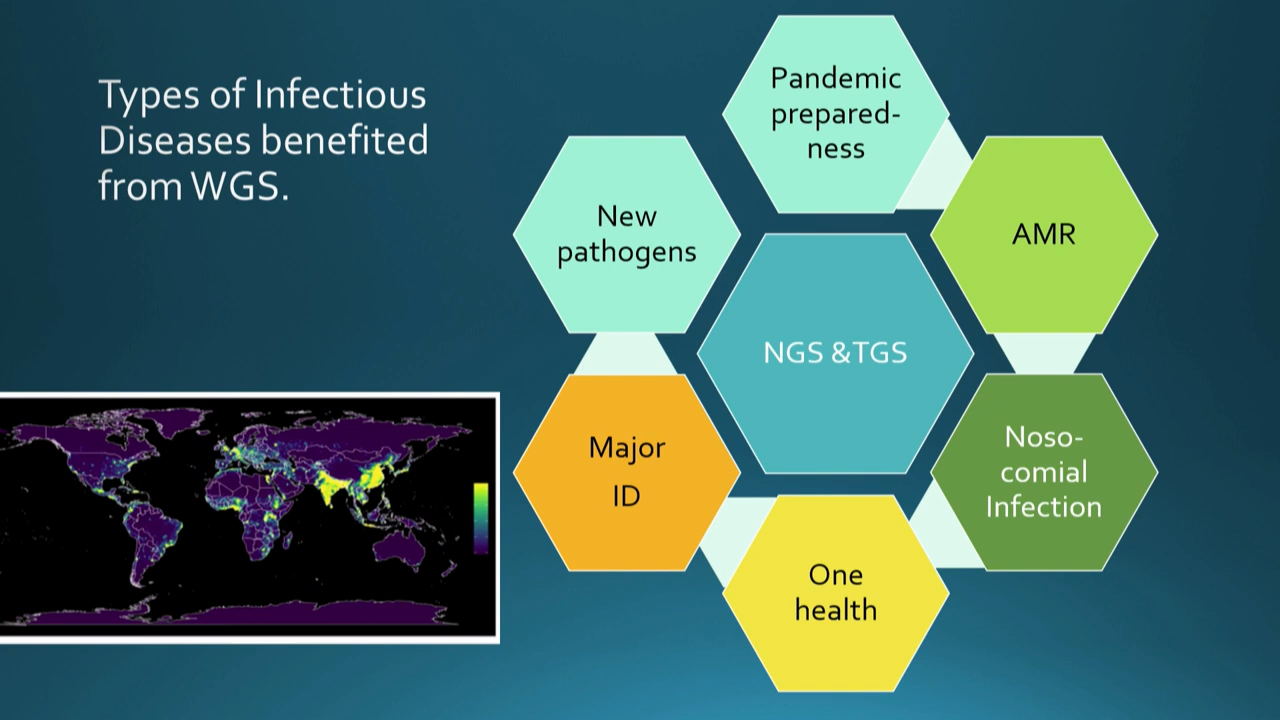 Types of Infectious
Diseases benefited
from WGS.
Pandemic
prepared-
ness
AMR
Noso-
comial
Infection
One
health
Major
ID
New
pathogens
NGS &TGS